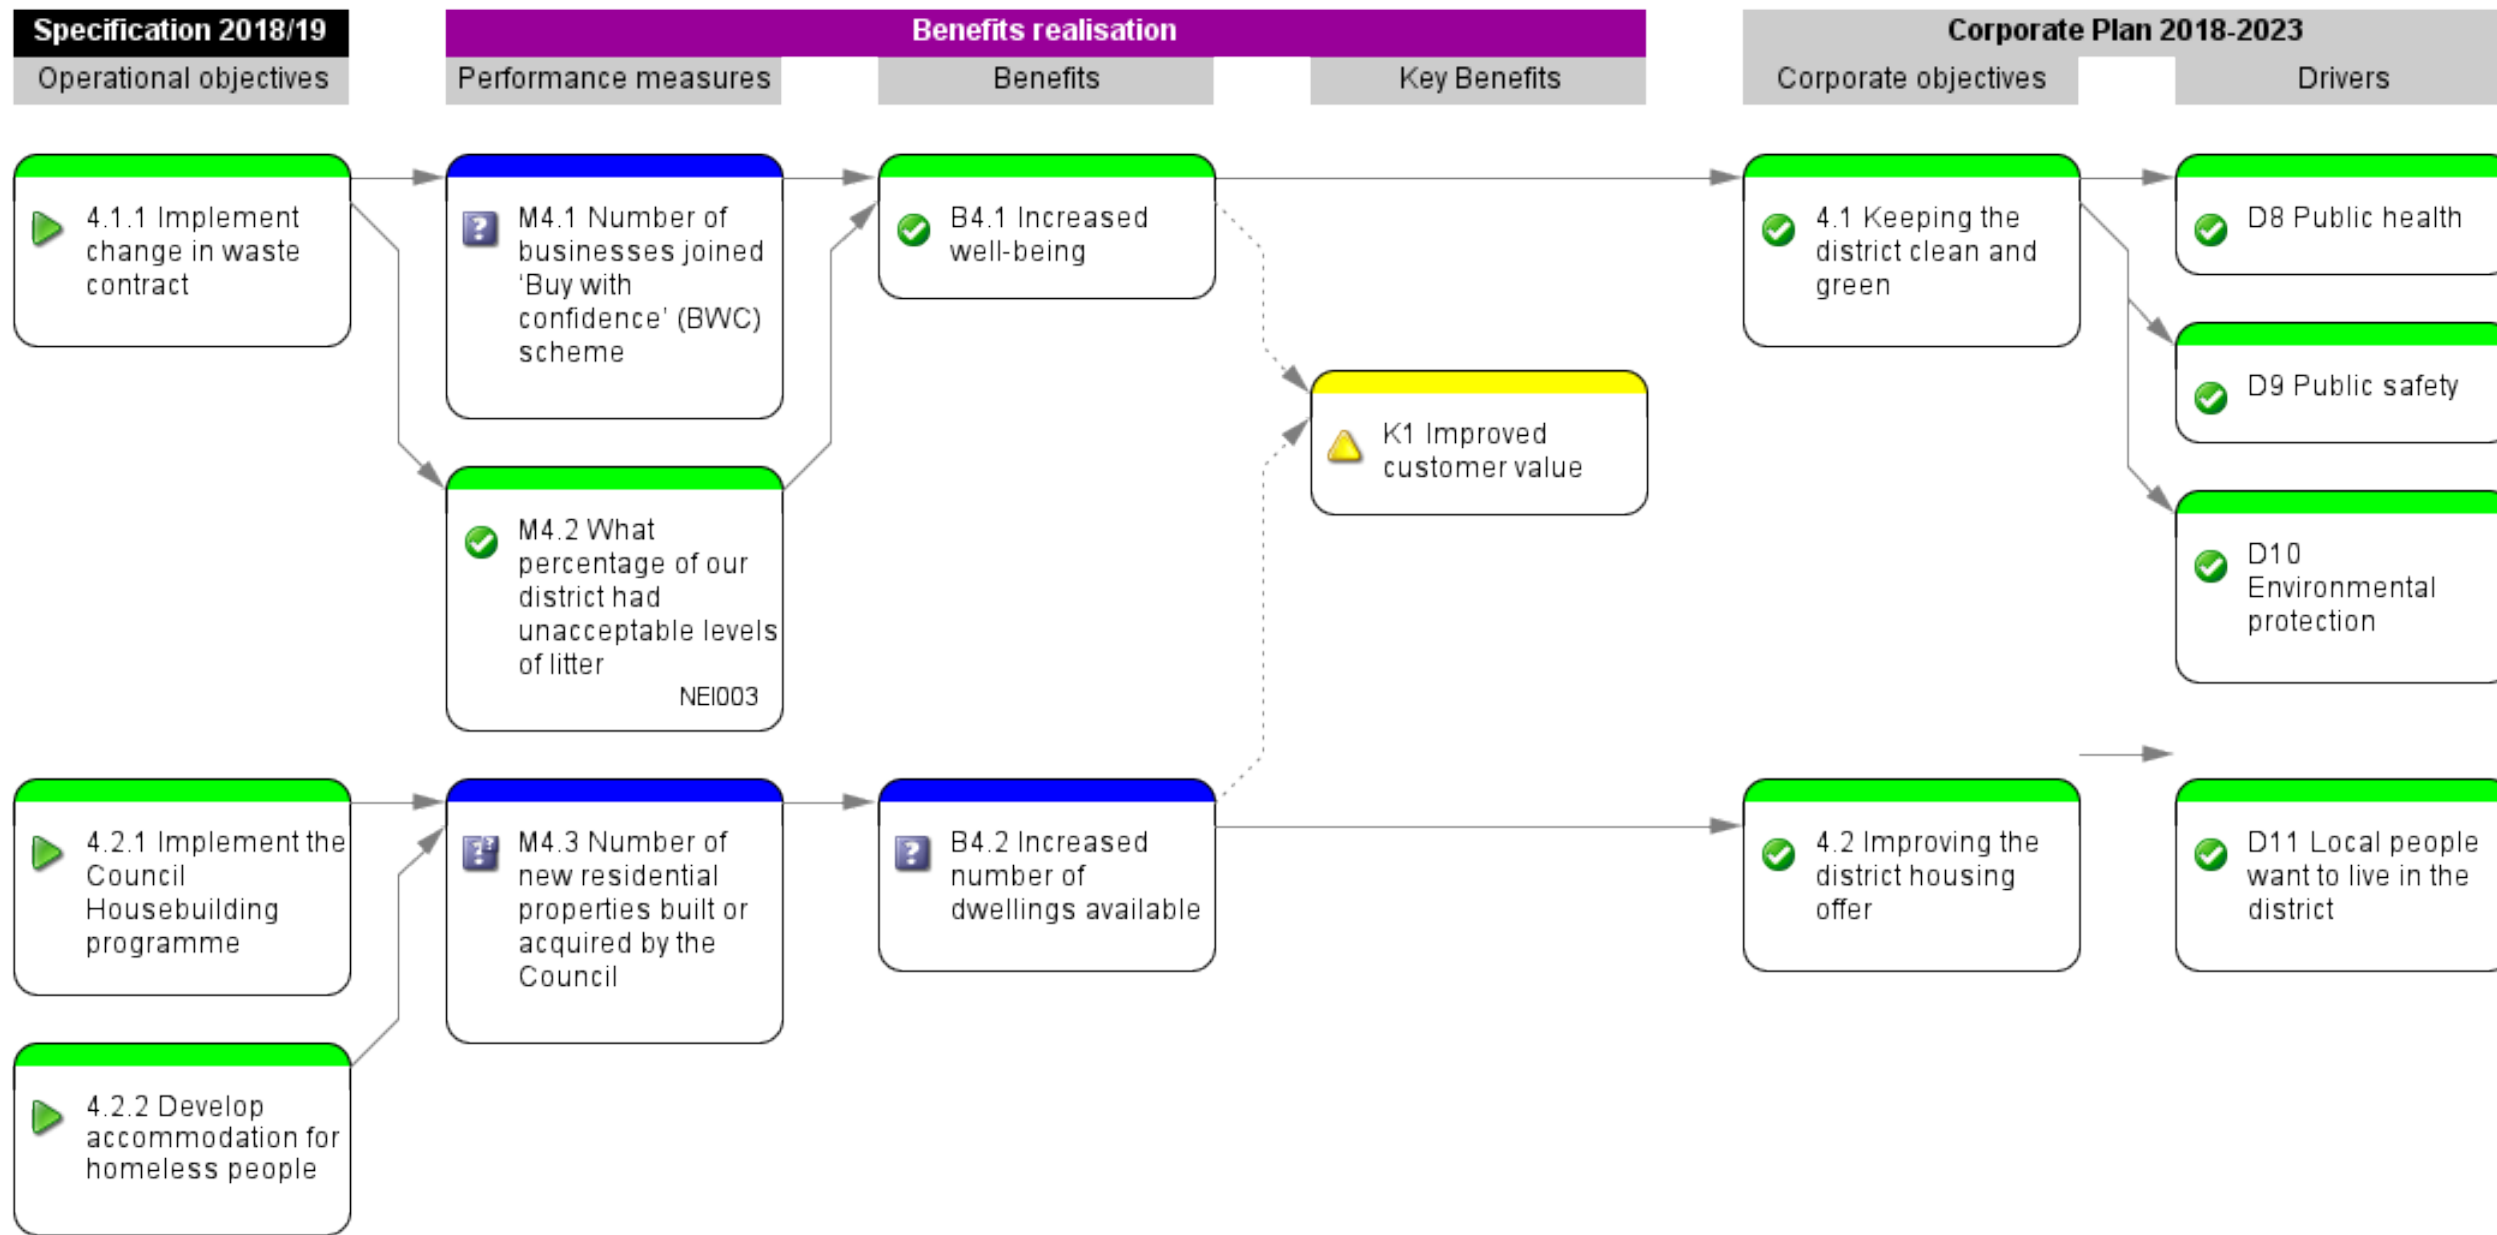 Specification 2018/19
Benefits realisation
Corporate Plan 2018-2023
Operational objectives
Performance measures
Benefits
Key Benefits
Corporate objectives
Drivers
4.1.1 Implement
change in waste
contract
M4.1 Number of
businesses joined
‘Buy with
confidence’ (BWC)
scheme
B4.1 Increased
well-being
4.1 Keeping the
district clean and
green
D8 Public health
D9 Public safety
K1 Improved
customer value
M4.2 What
percentage of our
district had
unacceptable levels
of litter
NEI003
D10
Environmental
protection
4.2.1 Implement the
Council
Housebuilding
programme
M4.3 Number of
new residential
properties built or
acquired by the
Council
B4.2 Increased
number of
dwellings available
4.2 Improving the
district housing
offer
D11 Local people
want to live in the
district
4.2.2 Develop
accommodation for
homeless people